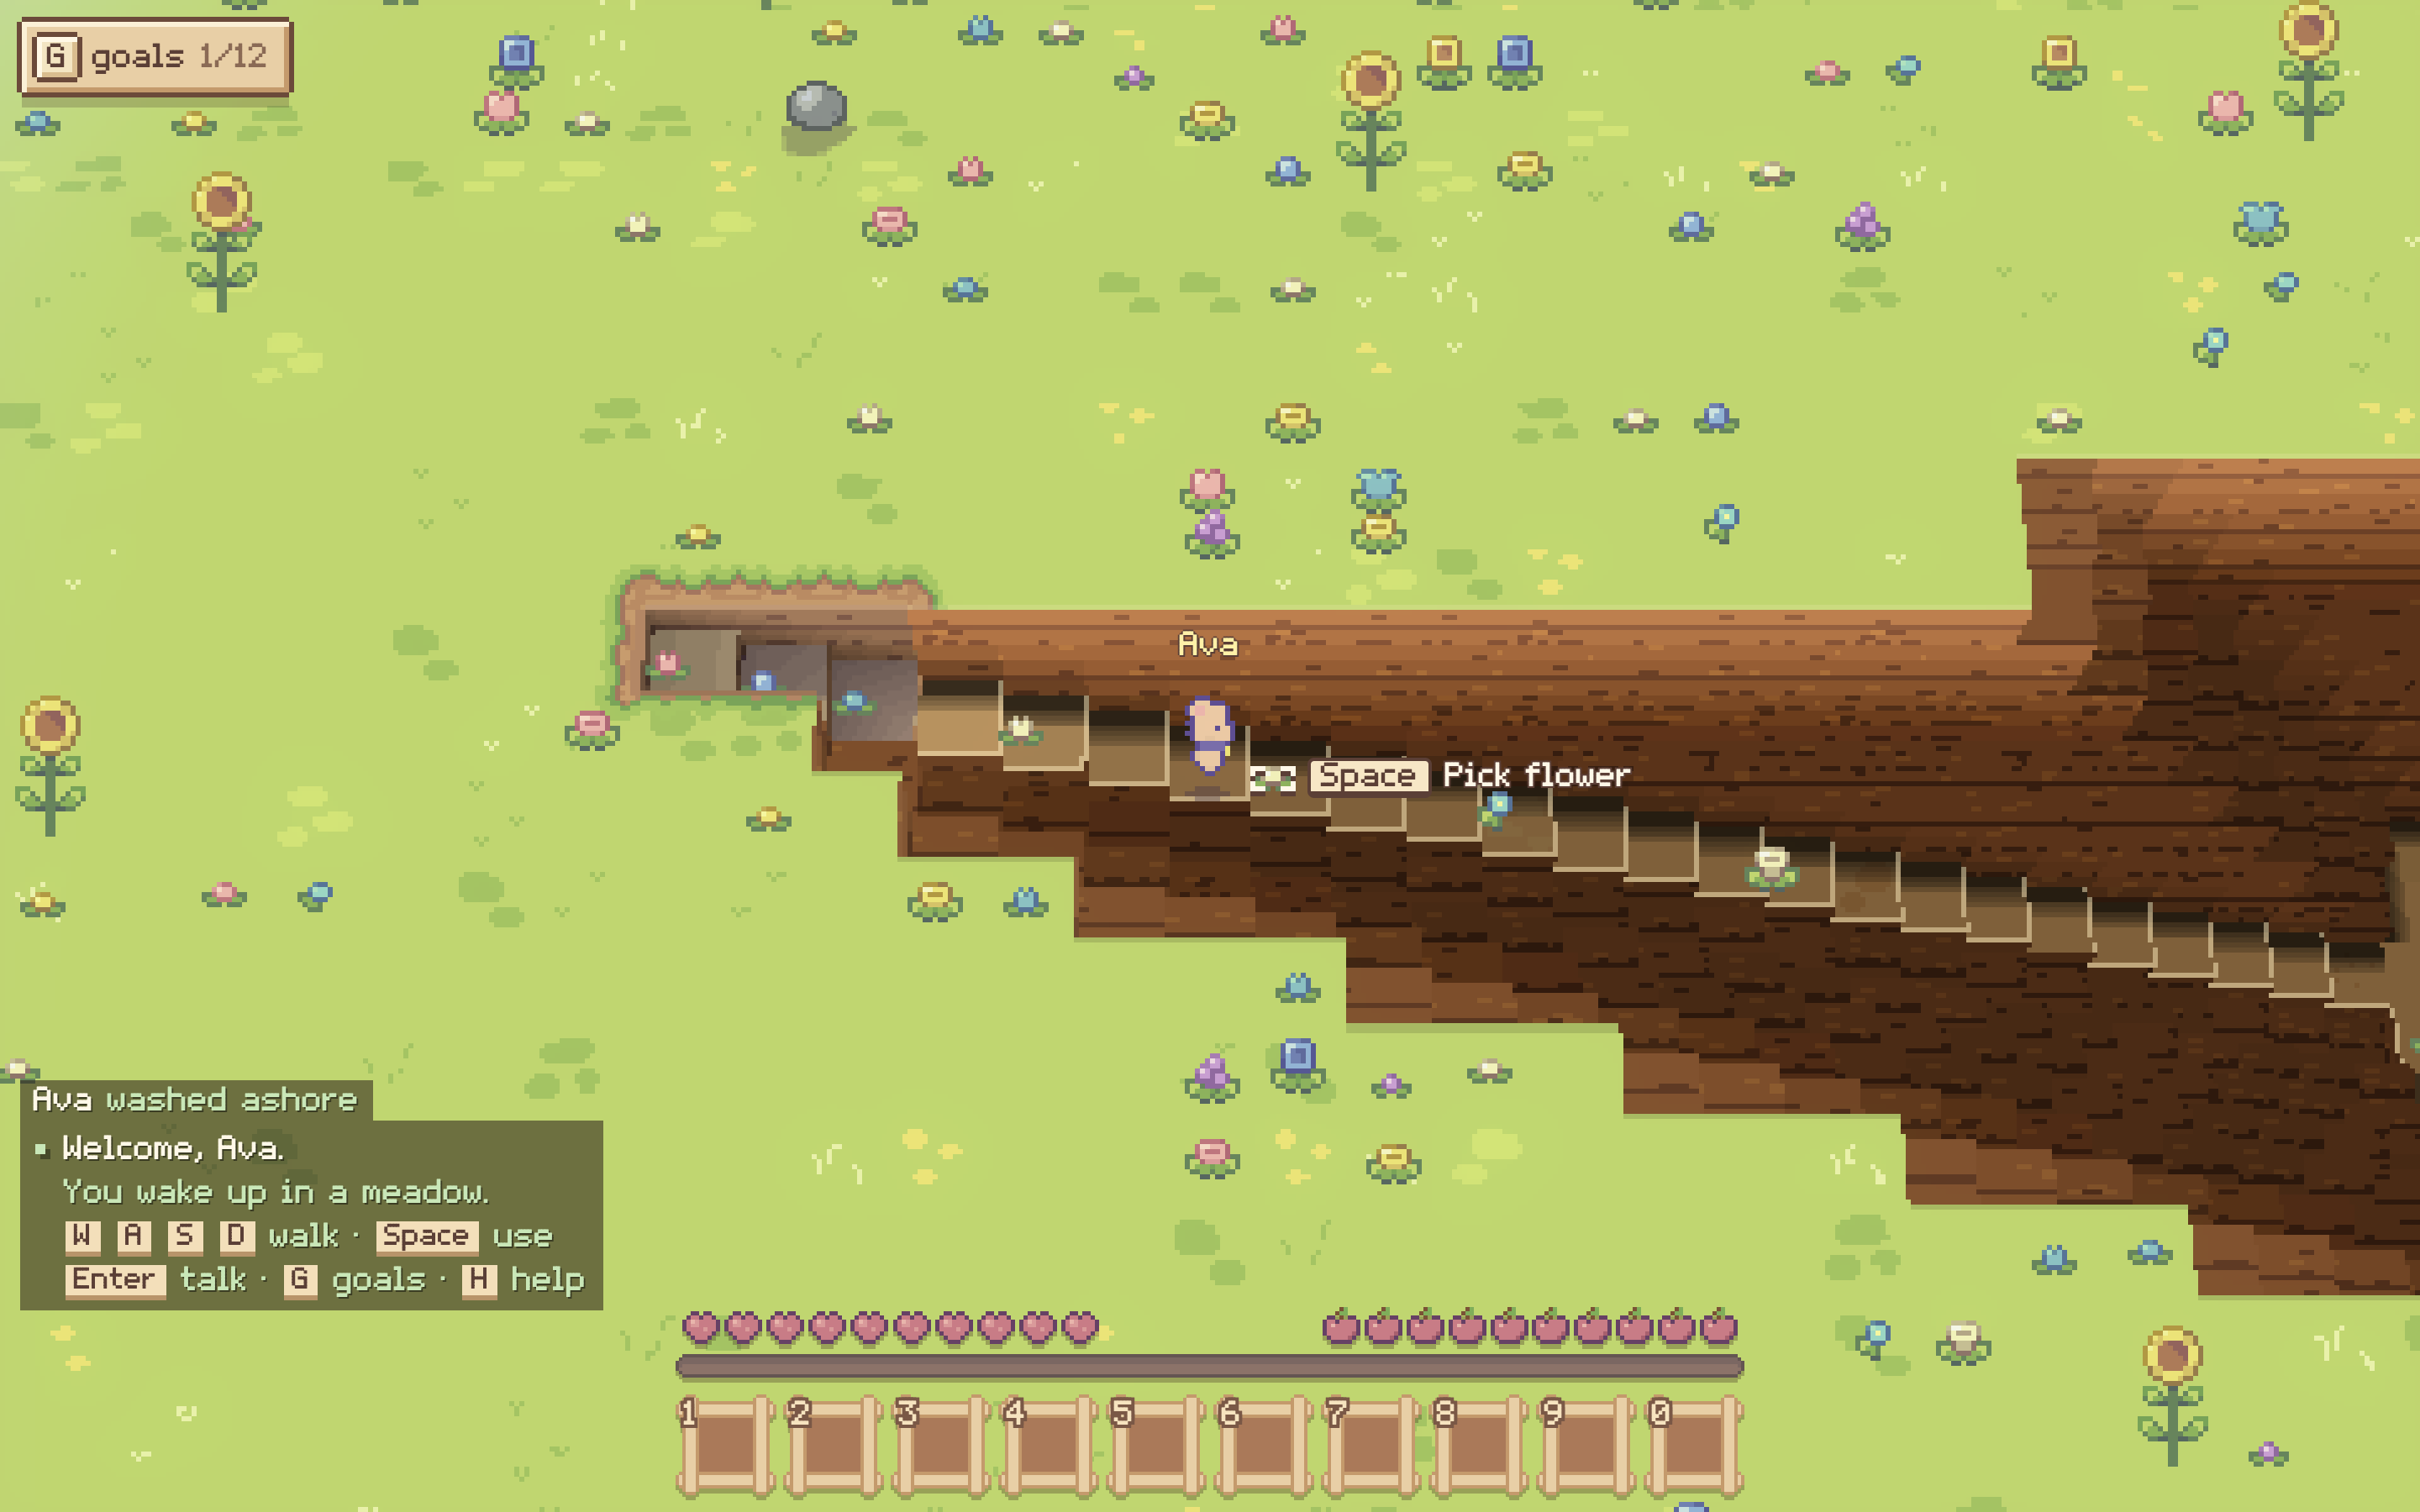 G goals 1/12
Ava
Space Pick flower
Ava washed ashore
Welcome, Ava.
You wake up in a meadow.
W A S D walk · Space use
Enter talk · G goals · H help
1 2 3 4 5 6 7 8 9 0